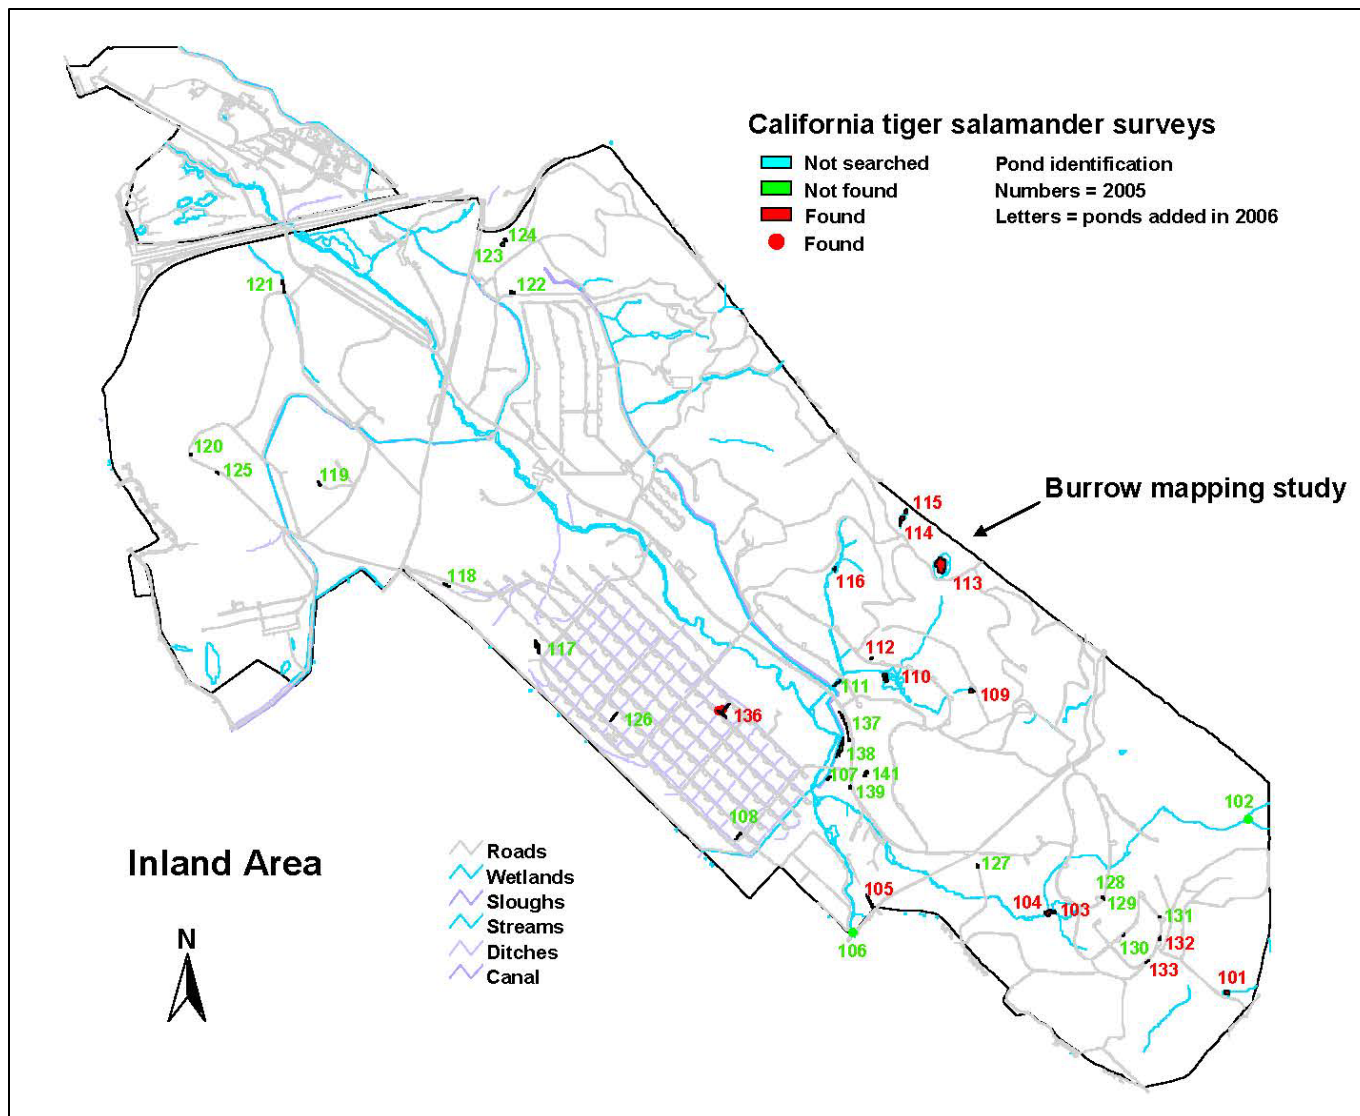 California tiger salamander surveys
Not searched
Not found
Found
Found
Pond identification
Numbers = 2005
Letters = ponds added in 2006
124
123
122
121
120
125
119
115
114
Burrow mapping study
113
116
118
112
117
110
111
109
126
136
137
138
107
141
139
108
102
127
105
104
103
128
129
131
130
132
133
106
101
Inland Area
N
Roads
Wetlands
Sloughs
Streams
Ditches
Canal